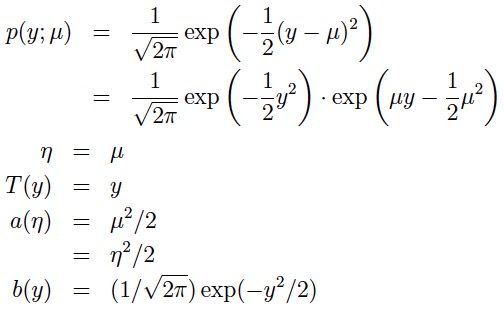 p(y; μ) = 1/√(2π) exp(−1/2 (y − μ)²)
= 1/√(2π) exp(−1/2 y²) · exp(μy − 1/2 μ²)
η = μ
T(y) = y
a(η) = μ²/2
= η²/2
b(y) = (1/√(2π)) exp(−y²/2)